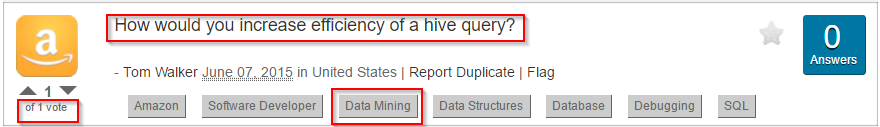 a
How would you increase efficiency of a hive query?
- Tom Walker June 07, 2015 in United States | Report Duplicate | Flag
1
of 1 vote
Amazon Software Developer Data Mining Data Structures Database Debugging SQL
0
Answers